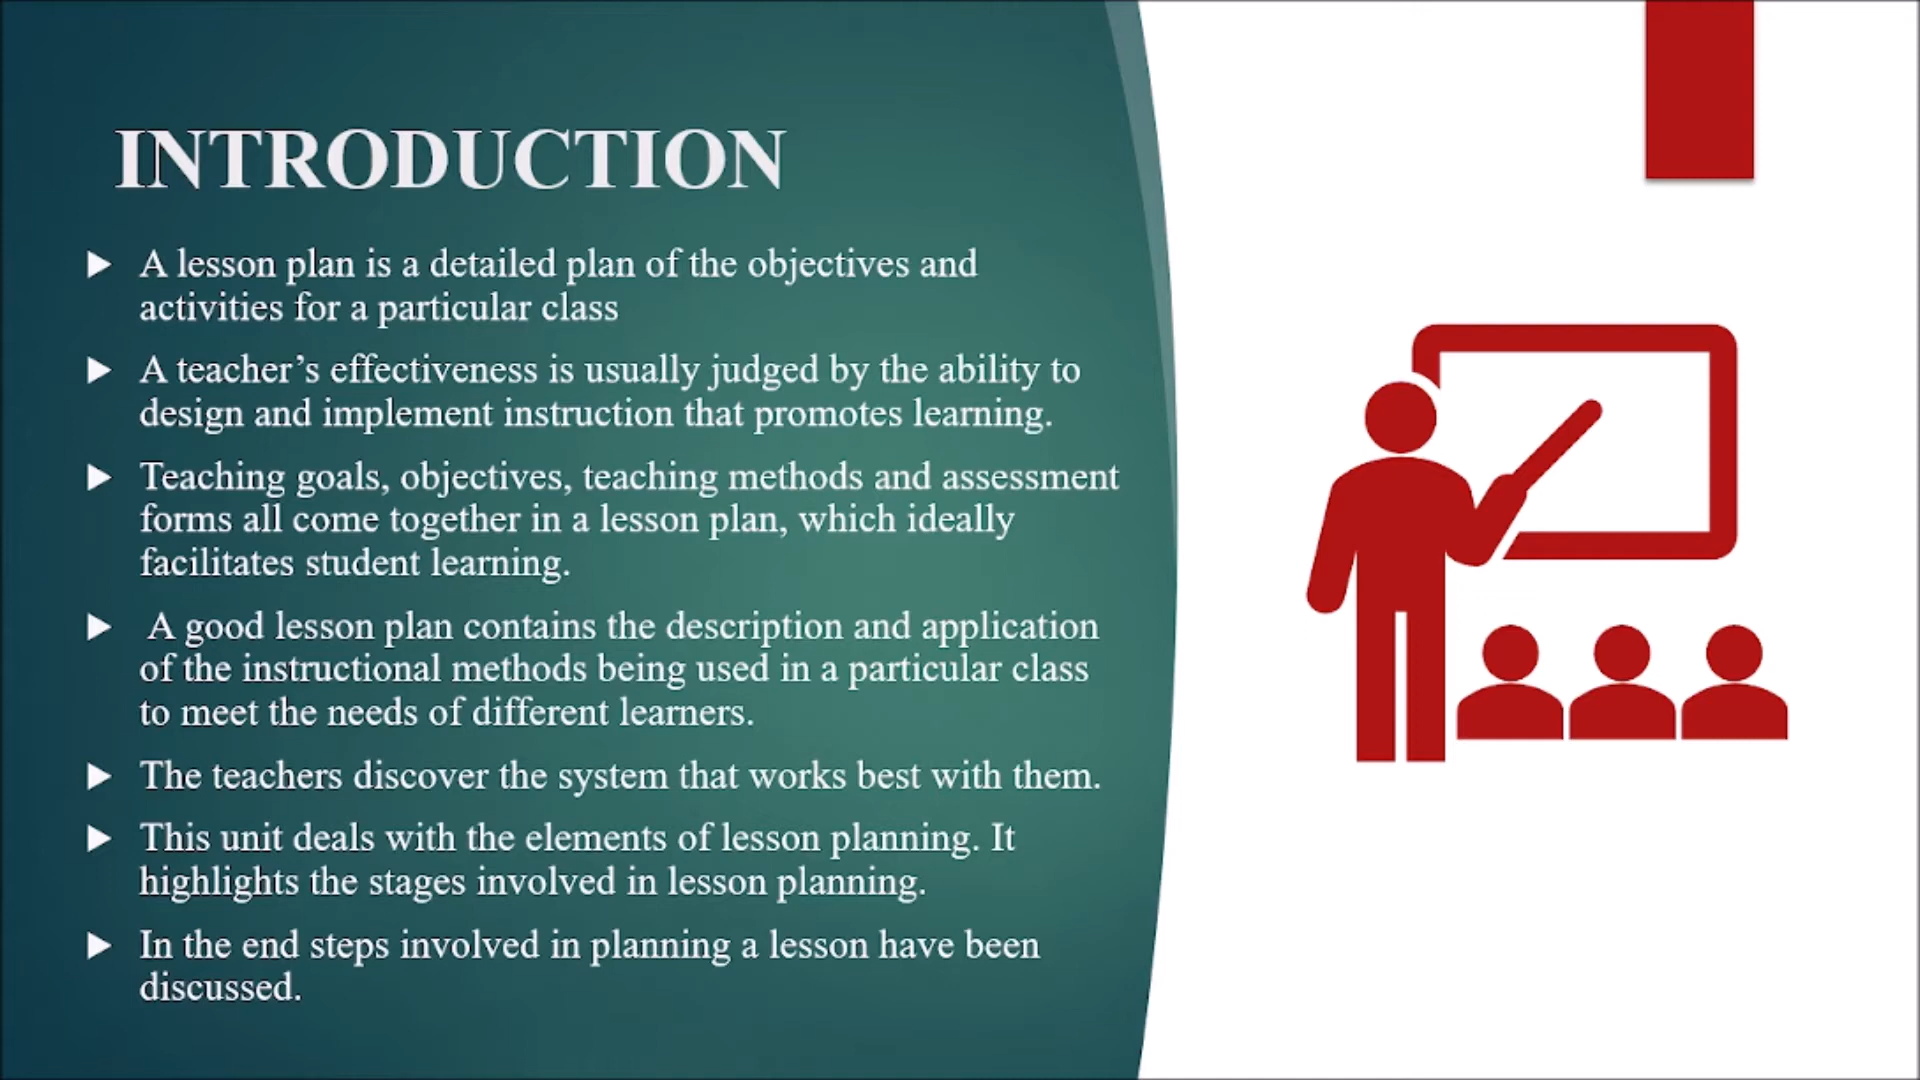 INTRODUCTION
A lesson plan is a detailed plan of the objectives and
activities for a particular class
A teacher’s effectiveness is usually judged by the ability to
design and implement instruction that promotes learning.
Teaching goals, objectives, teaching methods and assessment
forms all come together in a lesson plan, which ideally
facilitates student learning.
A good lesson plan contains the description and application
of the instructional methods being used in a particular class
to meet the needs of different learners.
The teachers discover the system that works best with them.
This unit deals with the elements of lesson planning. It
highlights the stages involved in lesson planning.
In the end steps involved in planning a lesson have been
discussed.